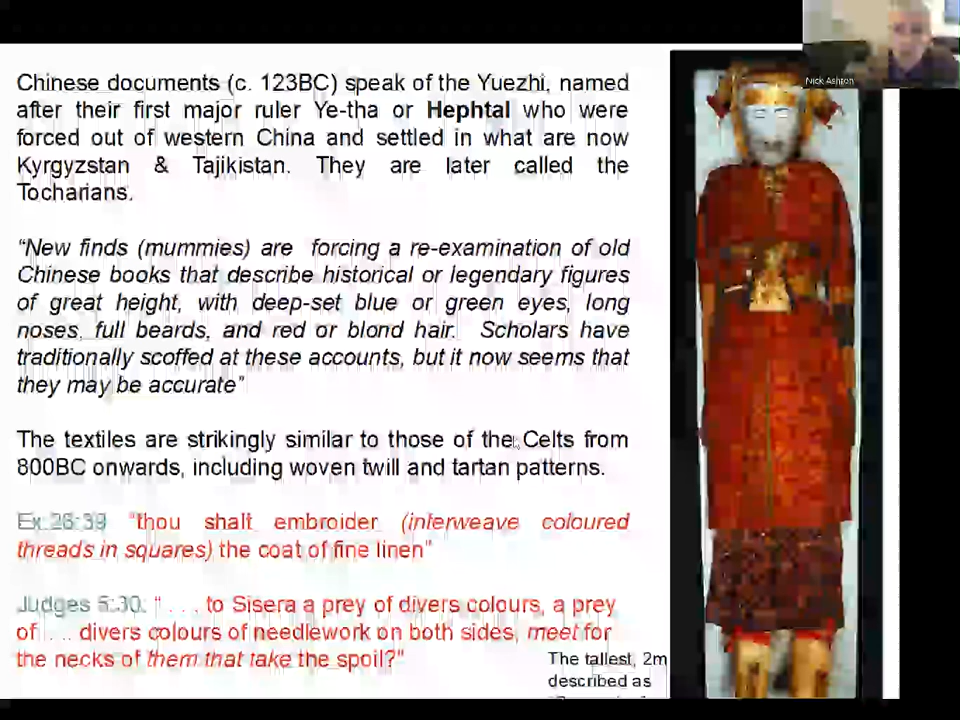 Nick Ashton
Chinese documents (c. 123BC) speak of the Yuezhi, named
after their first major ruler Ye-tha or Hephtal who were
forced out of western China and settled in what are now
Kyrgyzstan & Tajikistan. They are later called the
Tocharians.
“New finds (mummies) are forcing a re-examination of old
Chinese books that describe historical or legendary figures
of great height, with deep-set blue or green eyes, long
noses, full beards, and red or blond hair. Scholars have
traditionally scoffed at these accounts, but it now seems that
they may be accurate”
The textiles are strikingly similar to those of the Celts from
800BC onwards, including woven twill and tartan patterns.
Ex 28:39 “thou shalt embroider (interweave coloured
threads in squares) the coat of fine linen”
Judges 5:30. “ . . . to Sisera a prey of divers colours, a prey
of . . . divers colours of needlework on both sides, meet for
the necks of them that take the spoil?”
The tallest, 2m
described as